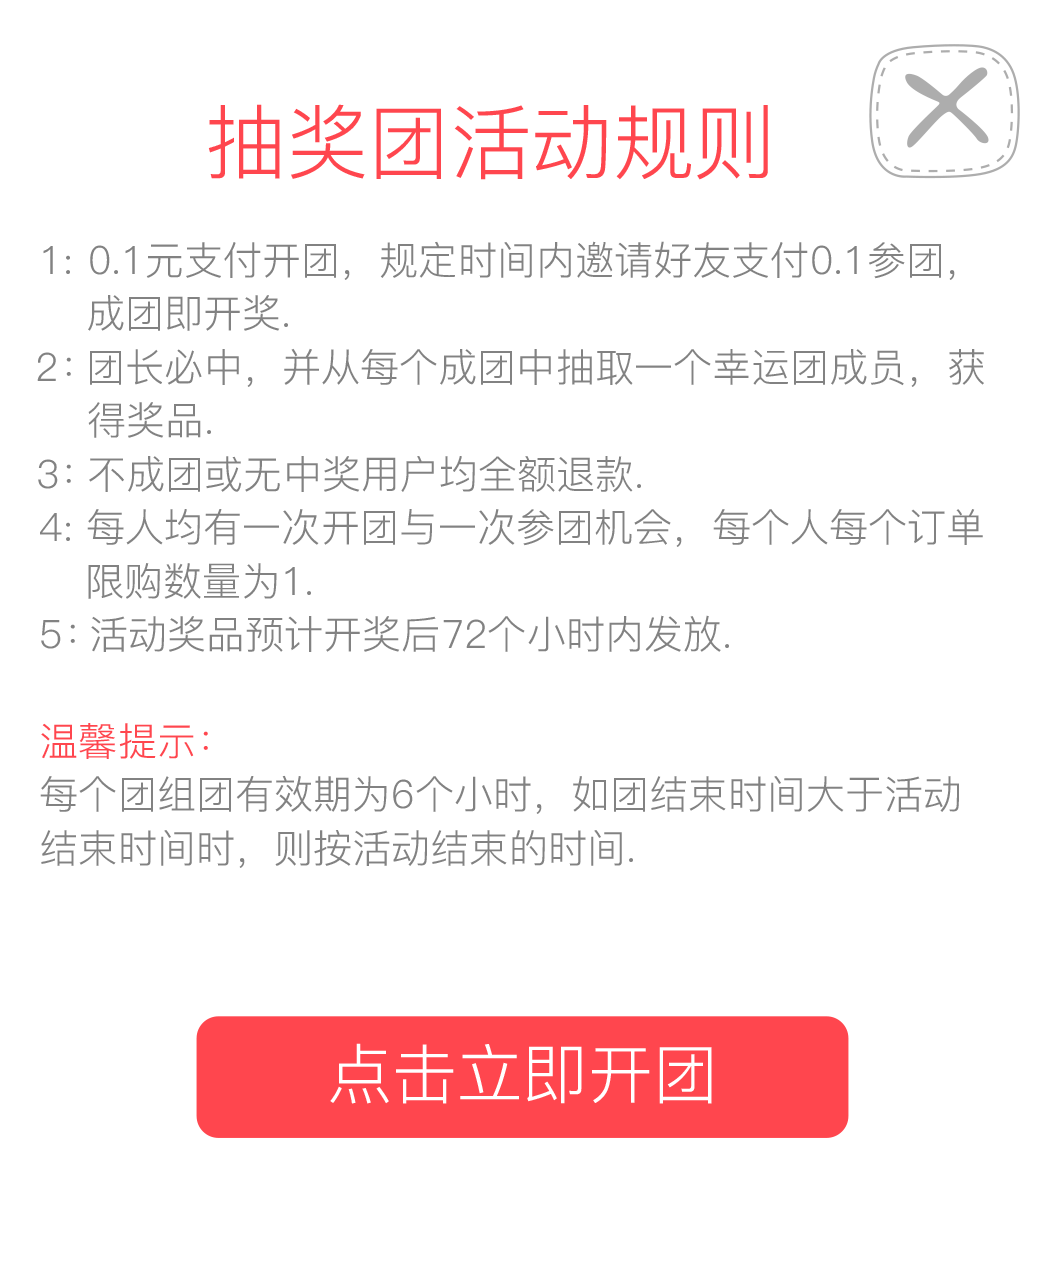 抽奖团活动规则
1: 0.1元支付开团，规定时间内邀请好友支付0.1参团，
成团即开奖.
2: 团长必中，并从每个成团中抽取一个幸运团成员，获
得奖品.
3: 不成团或无中奖用户均全额退款.
4: 每人均有一次开团与一次参团机会，每个人每个订单
限购数量为1.
5: 活动奖品预计开奖后72个小时内发放.
温馨提示：
每个团组团有效期为6个小时，如团结束时间大于活动
结束时间时，则按活动结束的时间.
点击立即开团